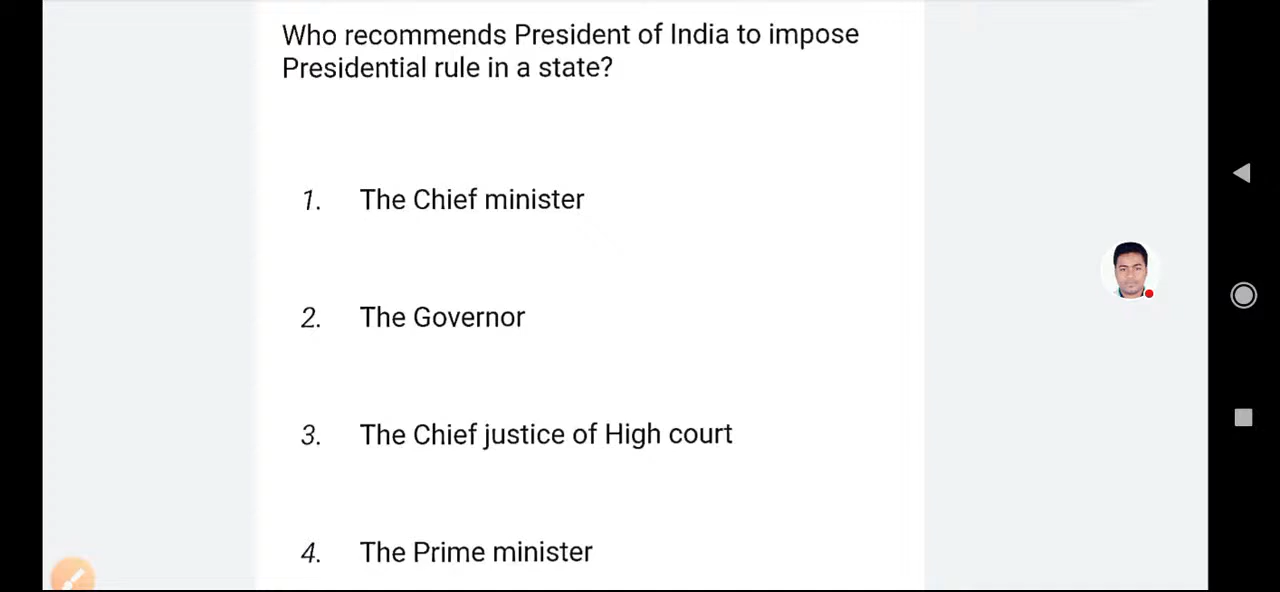 Who recommends President of India to impose
Presidential rule in a state?
1. The Chief minister
2. The Governor
3. The Chief justice of High court
4. The Prime minister